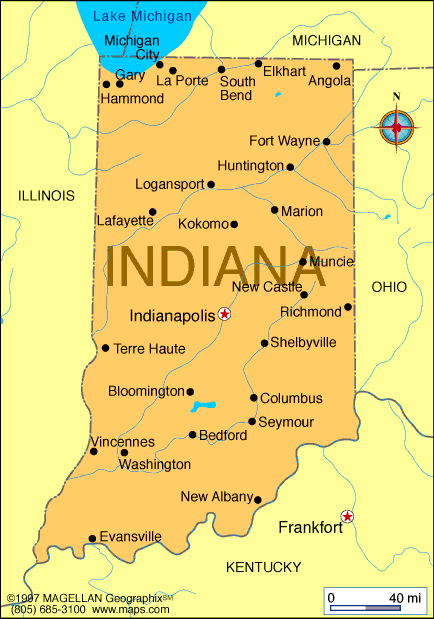 Lake Michigan
MICHIGAN
Michigan
City
Gary
Hammond
La Porte
South
Bend
Elkhart
Angola
N
Fort Wayne
Huntington
ILLINOIS
Logansport
Lafayette
Kokomo
Marion
INDIANA
Muncie
New Castle
OHIO
Richmond
Indianapolis
Shelbyville
Terre Haute
Bloomington
Columbus
Seymour
Bedford
Vincennes
Washington
New Albany
Frankfort
Evansville
KENTUCKY
©1997 MAGELLAN Geographix℠
(805) 685-3100 www.maps.com
0 40 mi